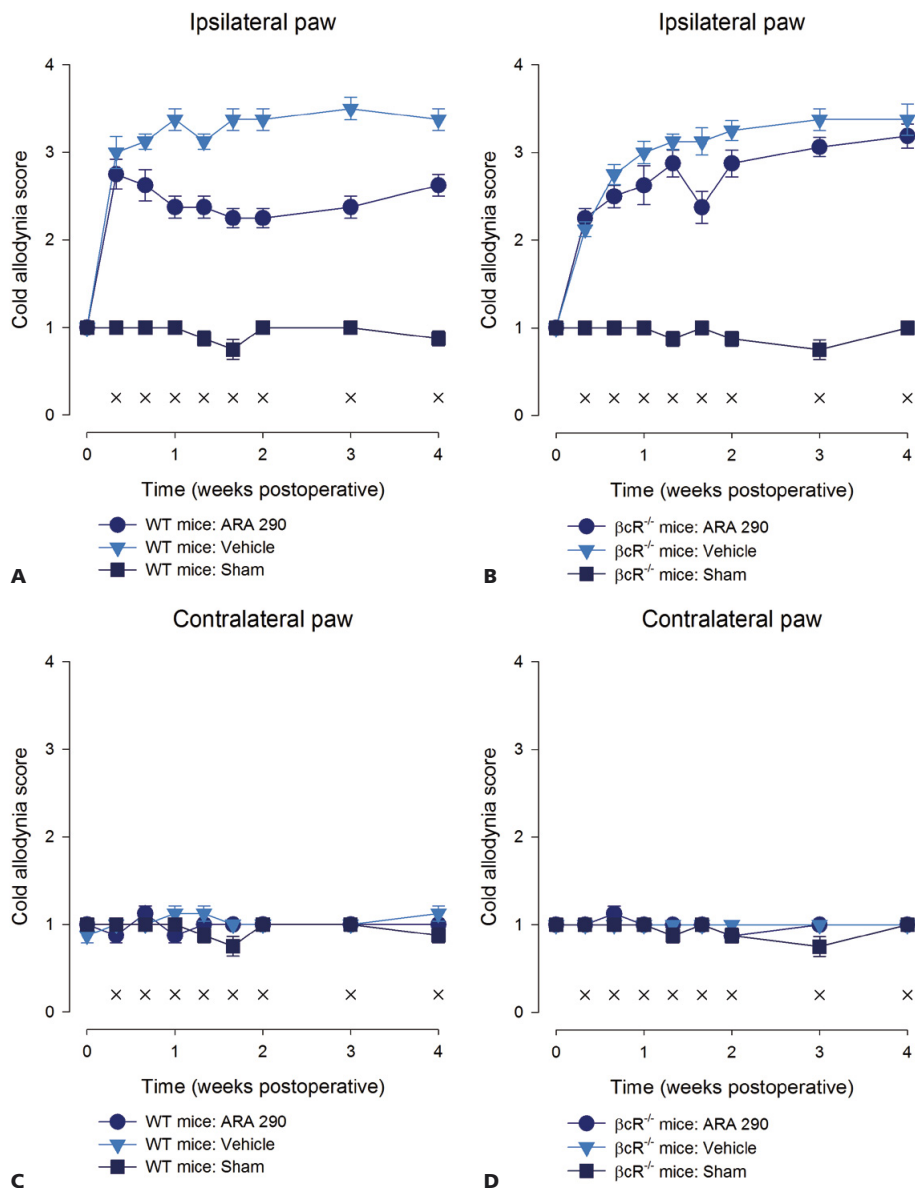 Ipsilateral paw
Cold allodynia score
4
3
2
1
0
0 1 2 3 4
Time (weeks postoperative)
WT mice: ARA 290
WT mice: Vehicle
WT mice: Sham
A
Ipsilateral paw
Cold allodynia score
4
3
2
1
0
0 1 2 3 4
Time (weeks postoperative)
βcR-/- mice: ARA 290
βcR-/- mice: Vehicle
βcR-/- mice: Sham
B
Contralateral paw
Cold allodynia score
4
3
2
1
0
0 1 2 3 4
Time (weeks postoperative)
WT mice: ARA 290
WT mice: Vehicle
WT mice: Sham
C
Contralateral paw
Cold allodynia score
4
3
2
1
0
0 1 2 3 4
Time (weeks postoperative)
βcR-/- mice: ARA 290
βcR-/- mice: Vehicle
βcR-/- mice: Sham
D